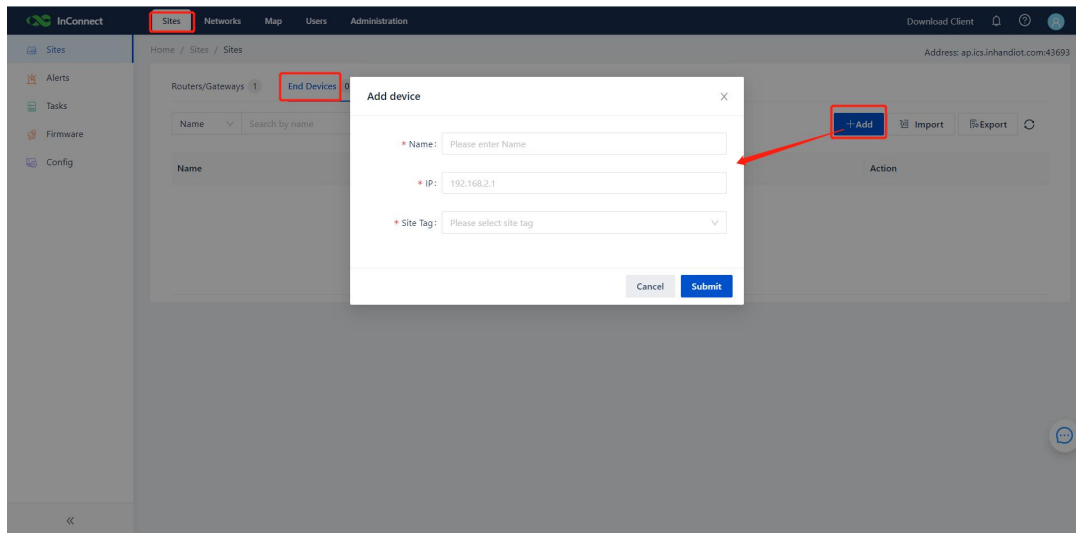 InConnect Sites Networks Map Users Administration Download Client
Sites Home / Sites / Sites Address: ap.ics.inhandiot.com:43693
Alerts
Tasks
Firmware
Config
Routers/Gateways 1 End Devices 0
Name Search by name +Add Import Export
Name Action
Add device
* Name: Please enter Name
* IP: 192.168.2.1
* Site Tag: Please select site tag
Cancel Submit